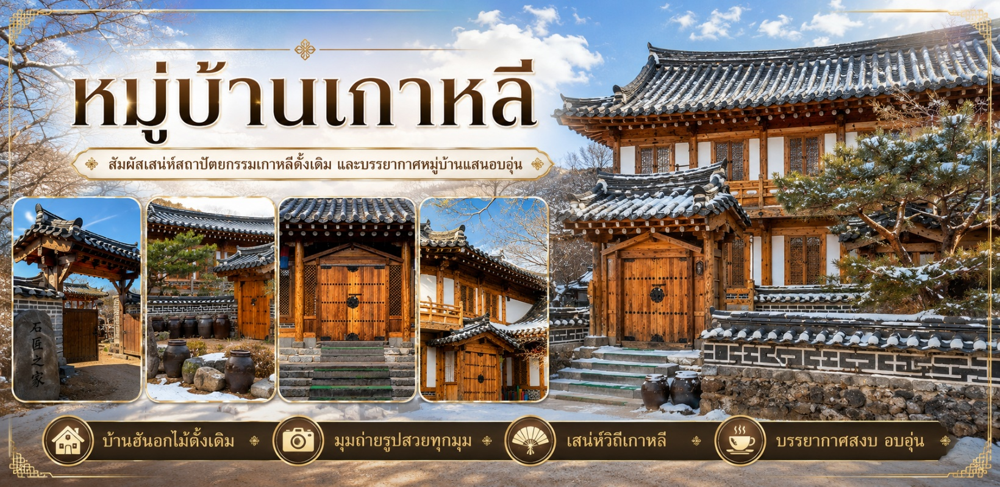 หมู่บ้านเกาหลี
สัมผัสเสน่ห์สถาปัตยกรรมเกาหลีดั้งเดิม และบรรยากาศหมู่บ้านแสนอบอุ่น
石匠之家
บ้านฮันอกไม้ดั้งเดิม
มุมถ่ายรูปสวยทุกมุม
เสน่ห์วิถีเกาหลี
บรรยากาศสงบ อบอุ่น